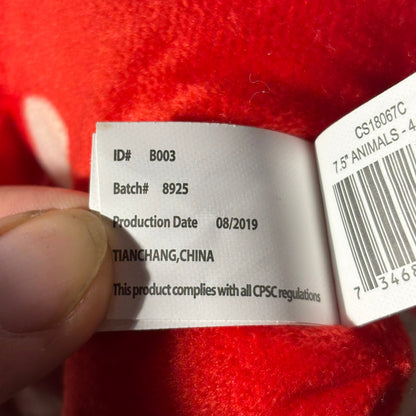 ID# B003
Batch# 8925
Production Date 08/2019
TIANCHANG,CHINA
This product complies with all CPSC regulations
CS18067C
7.5" ANIMALS - 4
7 3468